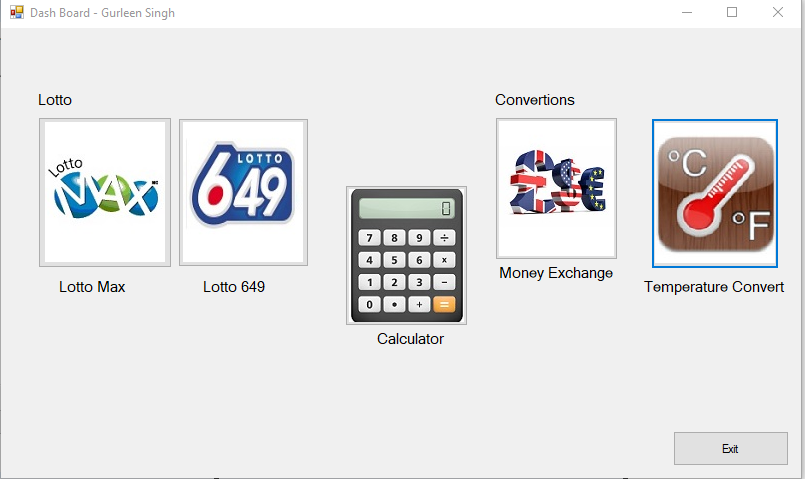 Dash Board - Gurleen Singh
Lotto
Convertions
Lotto
MAX
LOTTO
649
£$€
°C
°F
0
7 8 9 ÷
4 5 6 x
1 2 3 −
0 • + =
Lotto Max
Lotto 649
Money Exchange
Temperature Convert
Calculator
Exit